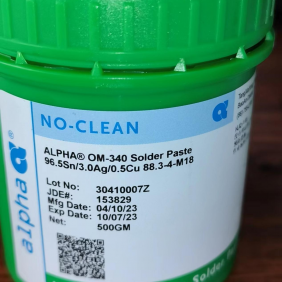 NO-CLEAN
ALPHA® OM-340 Solder Paste
96.5Sn/3.0Ag/0.5Cu 88.3-4-M18
Lot No: 30410007Z
JDE#: 153829
Mfg Date: 04/10/23
Exp Date: 10/07/23
Net: 500GM
alpha®
Solder